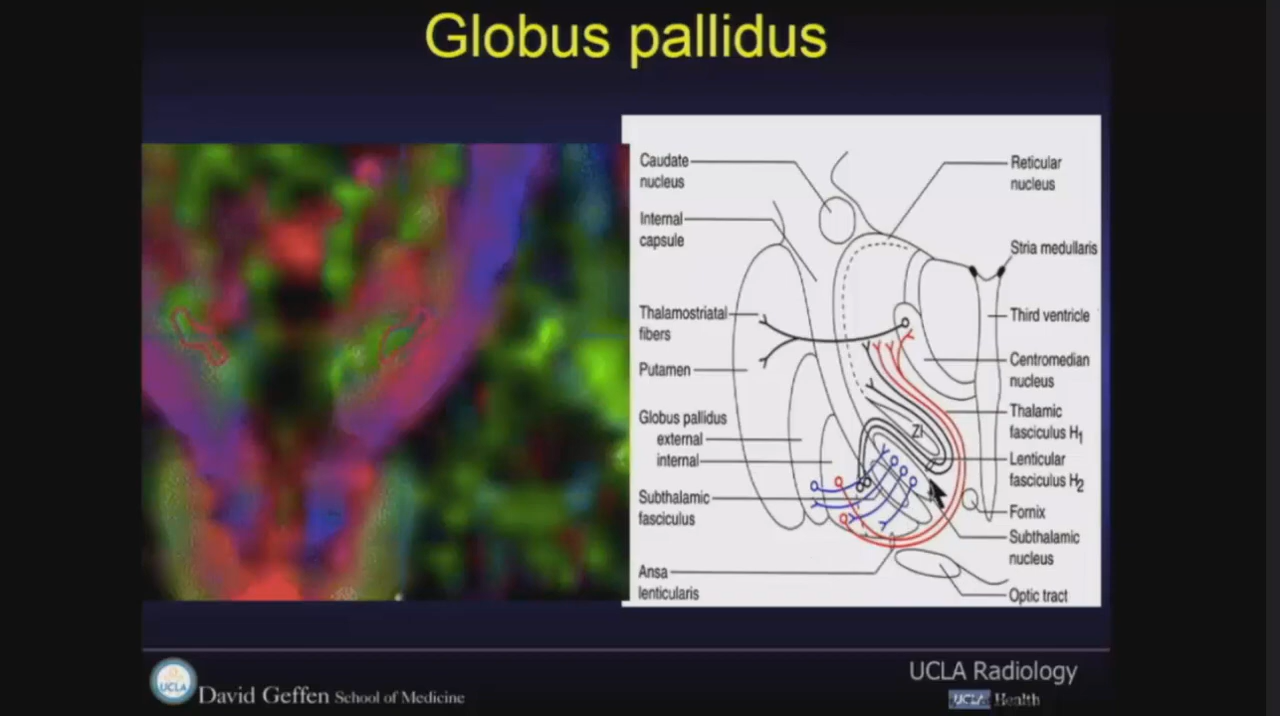 Globus pallidus
Caudate
nucleus
Internal
capsule
Thalamostriatal
fibers
Putamen
Globus pallidus
external
internal
Subthalamic
fasciculus
Ansa
lenticularis
Reticular
nucleus
Stria medullaris
Third ventricle
Centromedian
nucleus
Thalamic
fasciculus H₁
Lenticular
fasciculus H₂
Fornix
Subthalamic
nucleus
Optic tract
ZI
UCLA
David Geffen School of Medicine
UCLA Radiology
UCLA Health